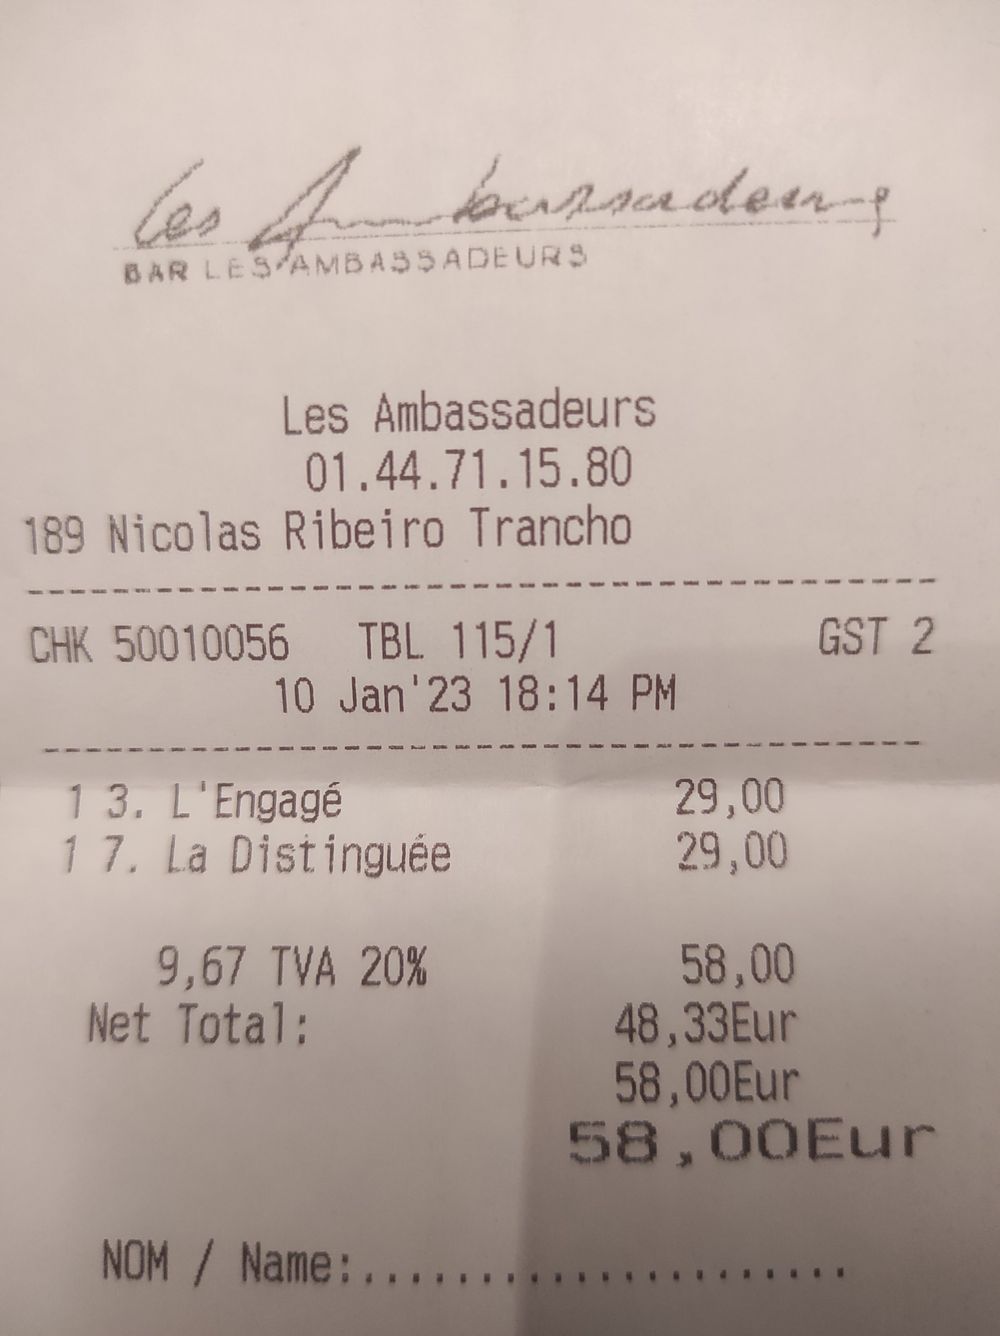 Les Ambassadeurs
BAR LES AMBASSADEURS
Les Ambassadeurs
01.44.71.15.80
189 Nicolas Ribeiro Trancho
CHK 50010056 TBL 115/1 GST 2
10 Jan'23 18:14 PM
1 3. L'Engagé 29,00
1 7. La Distinguée 29,00
9,67 TVA 20% 58,00
Net Total: 48,33Eur
58,00Eur
58,00Eur
NOM / Name:.......................